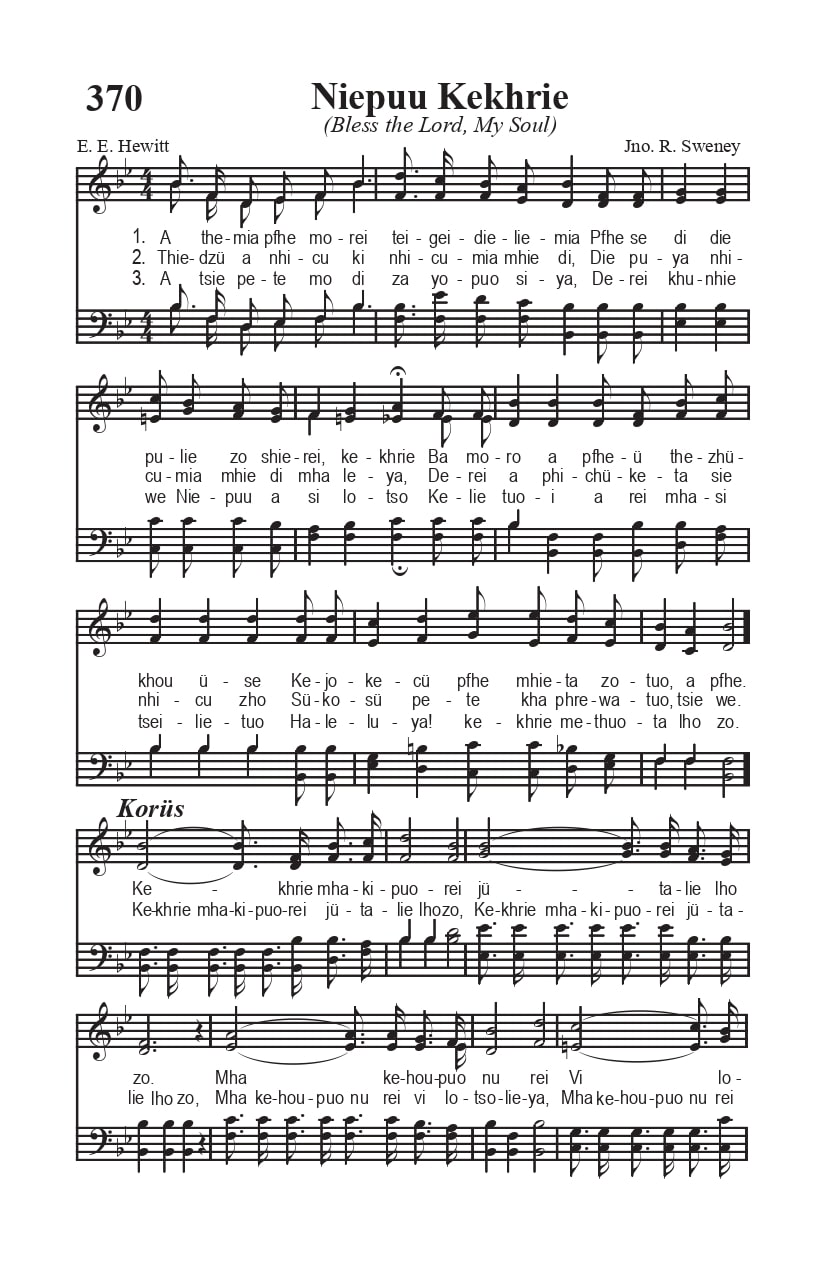 370
Niepuu Kekhrie
(Bless the Lord, My Soul)
E. E. Hewitt
Jno. R. Sweney
1. A the-mia pfhe mo-rei tei-gei-die-lie-mia Pfhe se di die
2. Thie-dzü a nhi-cu ki nhi-cu-mia mhie di, Die pu-ya nhi-
3. A tsie pe-te mo di za yo-puo si-ya, De-rei khu-nhie
pu-lie zo shie-rei, ke-khrie Ba mo-ro a pfhe-ü the-zhü-
cu-mia mhie di mha le-ya, De-rei a phi-chü-ke-ta sie
we Nie-puu a si lo-tso Ke-lie tuo-i a rei mha-si
khou ü-se Ke-jo-ke-cü pfhe mhie-ta zo-tuo, a pfhe.
nhi-cu zho Sü-ko-sü pe-te kha phre-wa-tuo, tsie we.
tsei-lie-tuo Ha-le-lu-ya! ke-khrie me-thuo-ta lho zo.
Korüs
Ke-khrie mha-ki-puo-rei jü-ta-lie lho
Ke-khrie mha-ki-puo-rei jü-ta-lie lho zo, Ke-khrie mha-ki-puo-rei jü-ta-
zo. Mha ke-hou-puo nu rei Vi lo-
lie lho zo, Mha ke-hou-puo nu rei vi lo-tso-lie-ya, Mha ke-hou-puo nu rei